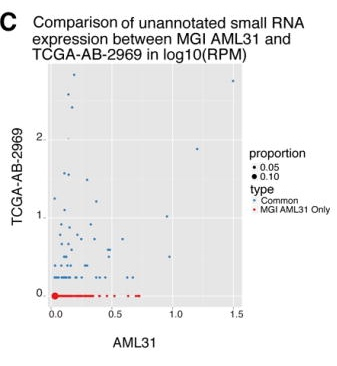 C Comparison of unannotated small RNA
expression between MGI AML31 and
TCGA-AB-2969 in log10(RPM)
TCGA-AB-2969
2
1
0
0.0 0.5 1.0 1.5
AML31
proportion
0.05
0.10
type
Common
MGI AML31 Only